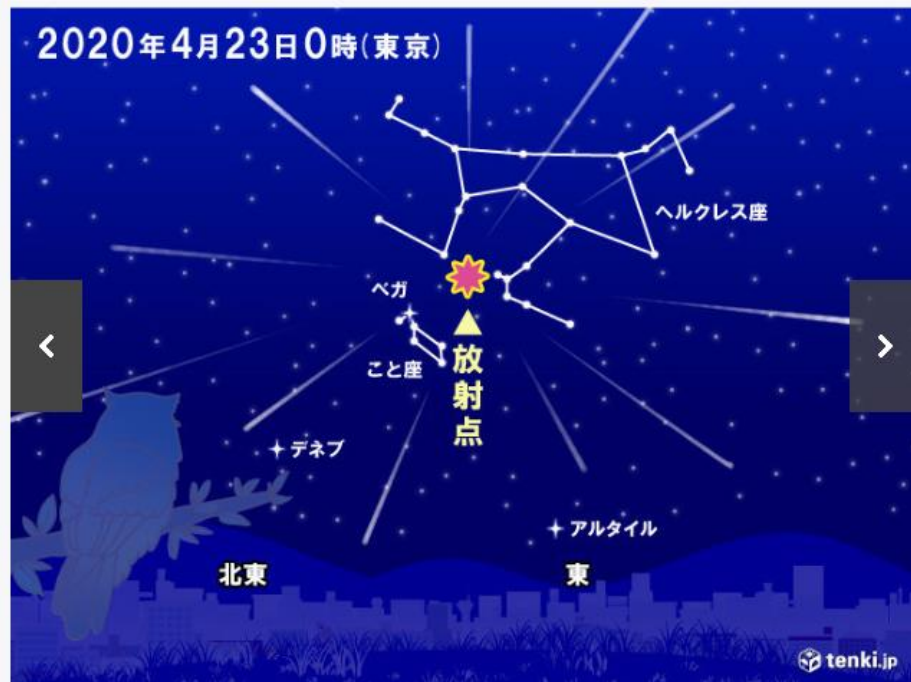 2020年4月23日0時(東京)
ヘルクレス座
ベガ
こと座
▲放射点
デネブ
アルタイル
北東
東
tenki.jp